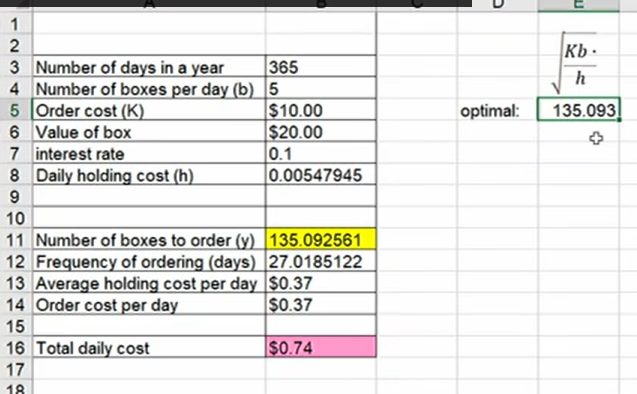 A B C D E
1
2
3 Number of days in a year 365
4 Number of boxes per day (b) 5
5 Order cost (K) $10.00 optimal: 135.093
6 Value of box $20.00
7 interest rate 0.1
8 Daily holding cost (h) 0.00547945
9
10
11 Number of boxes to order (y) 135.092561
12 Frequency of ordering (days) 27.0185122
13 Average holding cost per day $0.37
14 Order cost per day $0.37
15
16 Total daily cost $0.74
17
18
√
Kb ·
h